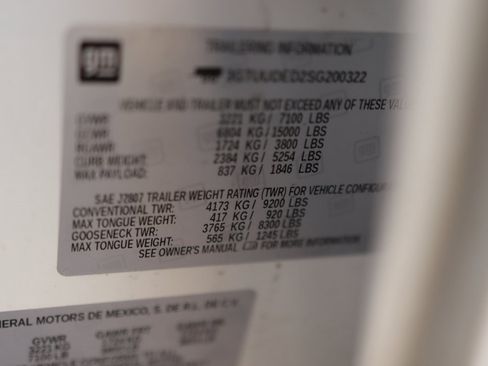 gm
TRAILERING INFORMATION
3GTUUDED2SG200322
VEHICLE AND TRAILER MUST NOT EXCEED ANY OF THESE
GVWR: 3221 KG / 7100 LBS
GCWR: 6804 KG / 15000 LBS
RGAWR: 1724 KG / 3800 LBS
CURB WEIGHT: 2384 KG / 5254 LBS
MAX PAYLOAD: 837 KG / 1846 LBS
SAE J2807 TRAILER WEIGHT RATING (TWR) FOR VEHICLE
CONVENTIONAL TWR: 4173 KG / 9200 LBS
MAX TONGUE WEIGHT: 417 KG / 920 LBS
GOOSENECK TWR: 3765 KG / 8300 LBS
MAX TONGUE WEIGHT: 565 KG / 1245 LBS
SEE OWNER'S MANUAL FOR MORE INFORMATION
MOTORS DE MEXICO, S. DE R.L. DE C.V.
GVWR
3221 KG
7100 LB